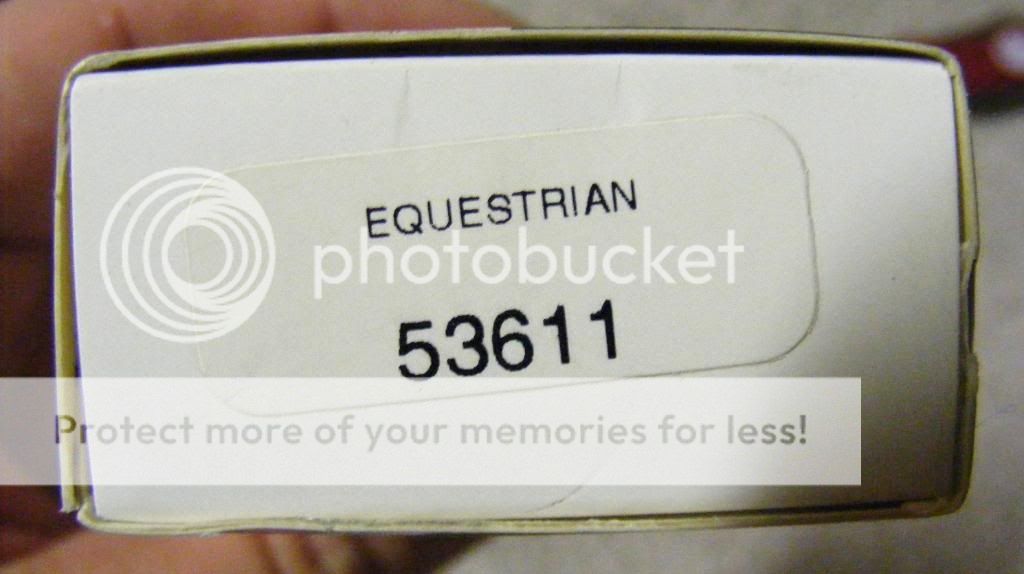 EQUESTRIAN
photobucket
53611
Protect more of your memories for less!